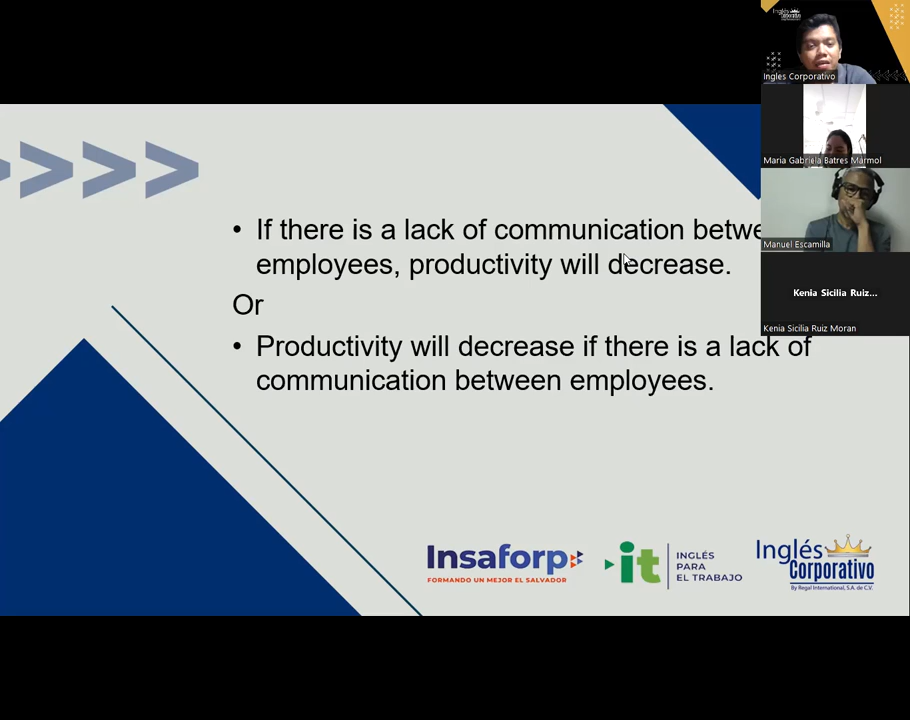 • If there is a lack of communication betwe
employees, productivity will decrease.
Or
• Productivity will decrease if there is a lack of
communication between employees.
Insaforp
FORMANDO UN MEJOR EL SALVADOR
it
INGLÉS
PARA
EL TRABAJO
Inglés
Corporativo
By Regal International, S.A. de C.V.
Inglés
Corporativo
Ingles Corporativo
Maria Gabriela Batres Marmol
Manuel Escamilla
Kenia Sicilia Ruiz...
Kenia Sicilia Ruiz Moran